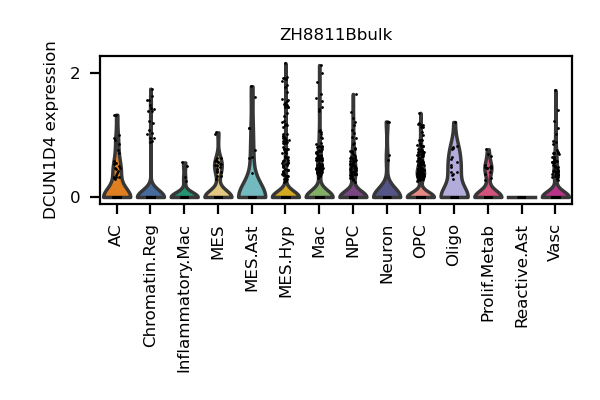 ZH8811Bbulk
DCUN1D4 expression
2
0
AC
Chromatin.Reg
Inflammatory.Mac
MES
MES.Ast
MES.Hyp
Mac
NPC
Neuron
OPC
Oligo
Prolif.Metab
Reactive.Ast
Vasc